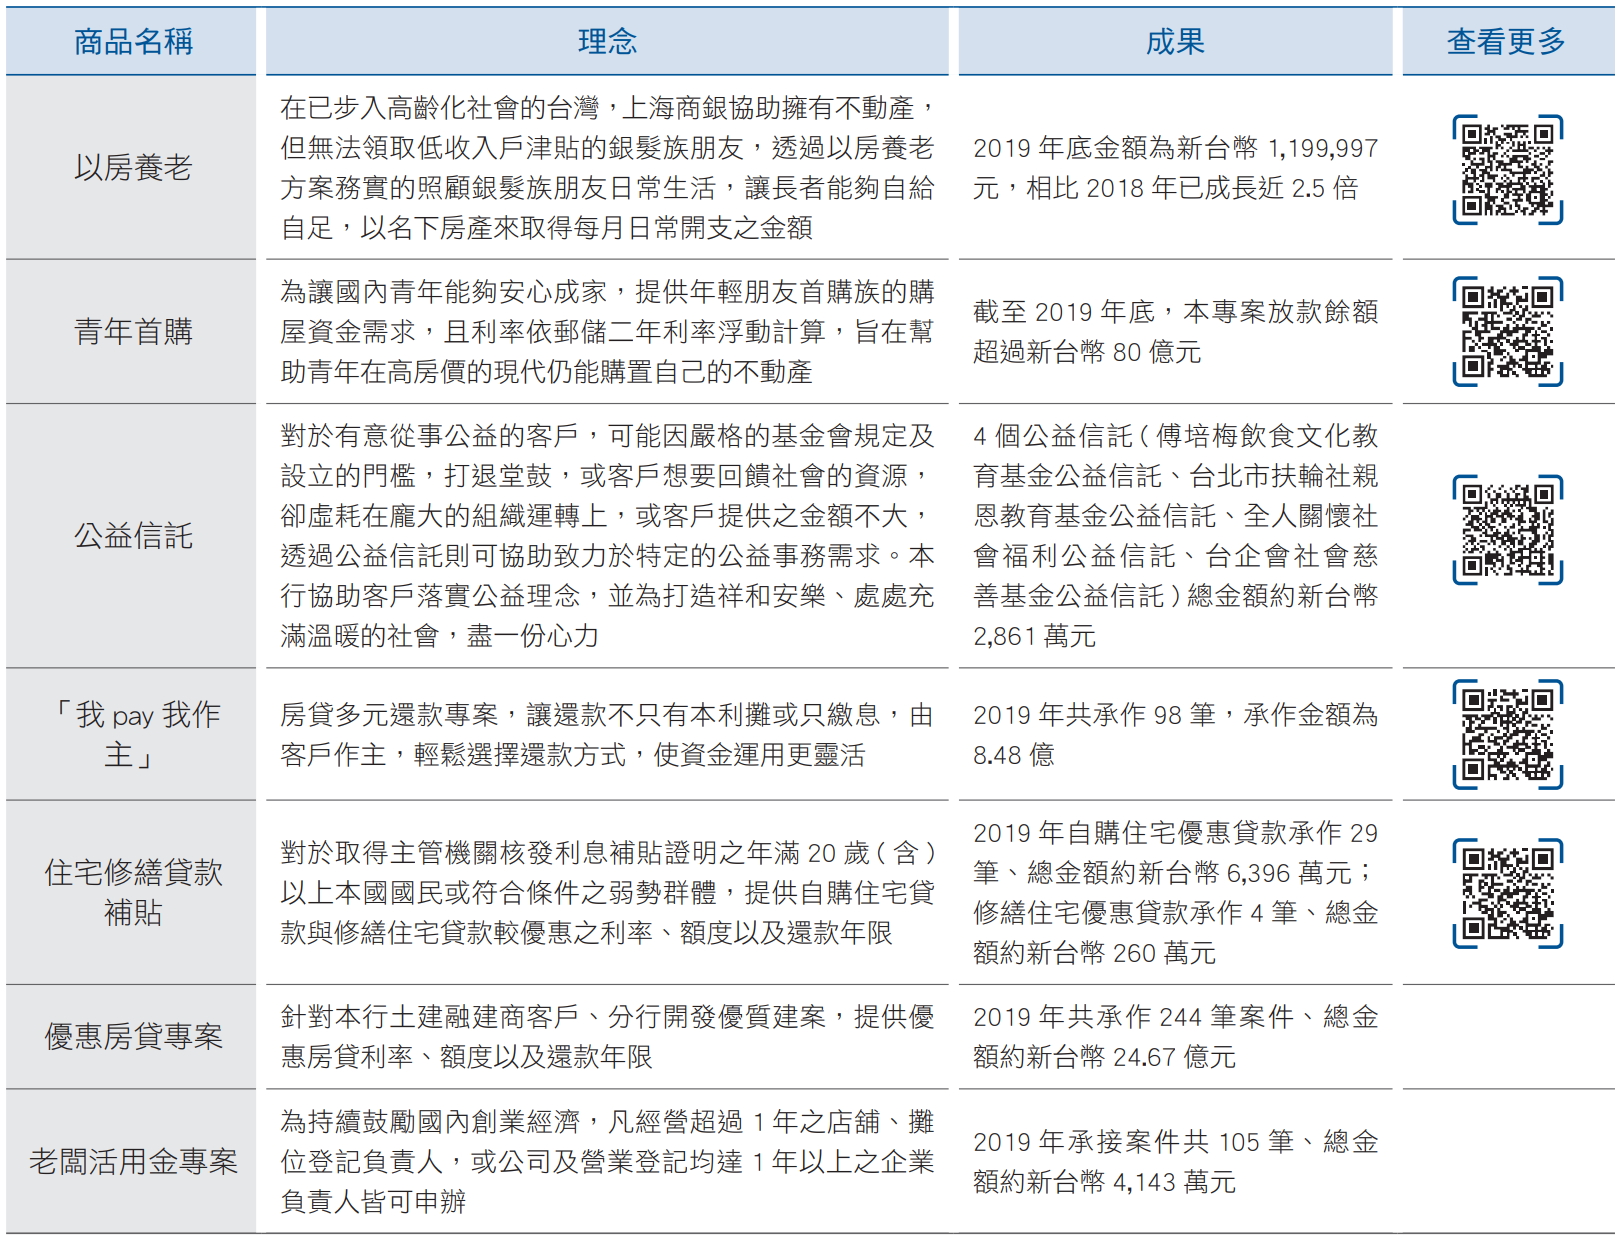 商品名稱
理念
成果
查看更多
以房養老
在已步入高齡化社會的台灣，上海商銀協助擁有不動產，
但無法領取低收入戶津貼的銀髮族朋友，透過以房養老
方案務實的照顧銀髮族朋友日常生活，讓長者能夠自給
自足，以名下房產來取得每月日常開支之金額
2019 年底金額為新台幣 1,199,997
元，相比 2018 年已成長近 2.5 倍
青年首購
為讓國內青年能夠安心成家，提供年輕朋友首購族的購
屋資金需求，且利率依郵儲二年利率浮動計算，旨在幫
助青年在高房價的現代仍能購置自己的不動產
截至 2019 年底，本專案放款餘額
超過新台幣 80 億元
公益信託
對於有意從事公益的客戶，可能因嚴格的基金會規定及
設立的門檻，打退堂鼓，或客戶想要回饋社會的資源，
卻虛耗在龐大的組織運轉上，或客戶提供之金額不大，
透過公益信託則可協助致力於特定的公益事務需求。本
行協助客戶落實公益理念，並為打造祥和安樂、處處充
滿溫暖的社會，盡一份心力
4 個公益信託（傅培梅飲食文化教
育基金公益信託、台北市扶輪社親
恩教育基金公益信託、全人關懷社
會福利公益信託、台企會社會慈
善基金公益信託）總金額約新台幣
2,861 萬元
「我 pay 我作
主」
房貸多元還款專案，讓還款不只有本利攤或只繳息，由
客戶作主，輕鬆選擇還款方式，使資金運用更靈活
2019 年共承作 98 筆，承作金額為
8.48 億
住宅修繕貸款
補貼
對於取得主管機關核發利息補貼證明之年滿 20 歲（含）
以上本國國民或符合條件之弱勢群體，提供自購住宅貸
款與修繕住宅貸款較優惠之利率、額度以及還款年限
2019 年自購住宅優惠貸款承作 29
筆、總金額約新台幣 6,396 萬元；
修繕住宅優惠貸款承作 4 筆、總金
額約新台幣 260 萬元
優惠房貸專案
針對本行土建融建商客戶、分行開發優質建案，提供優
惠房貸利率、額度以及還款年限
2019 年共承作 244 筆案件、總金
額約新台幣 24.67 億元
老闆活用金專案
為持續鼓勵國內創業經濟，凡經營超過 1 年之店舖、攤
位登記負責人，或公司及營業登記均達 1 年以上之企業
負責人皆可申辦
2019 年承接案件共 105 筆、總金
額約新台幣 4,143 萬元